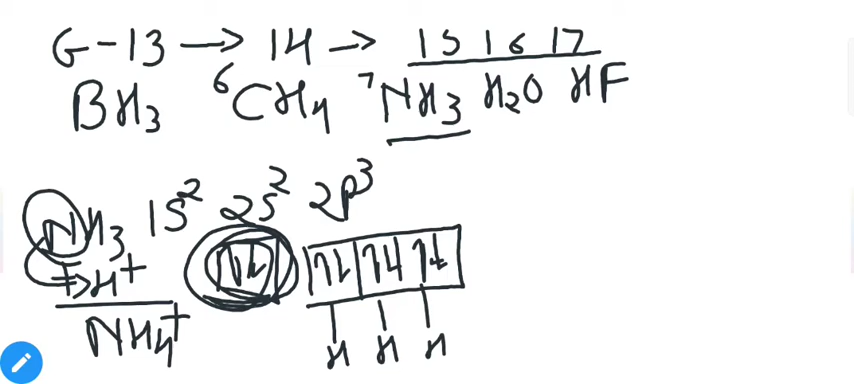 G-13 → 14 → 15 16 17
BH₃ ⁶CH₄ ⁷NH₃ H₂O HF
NH₃ 1S² 2S² 2P³
+ → H⁺
NH₄⁺
H H H